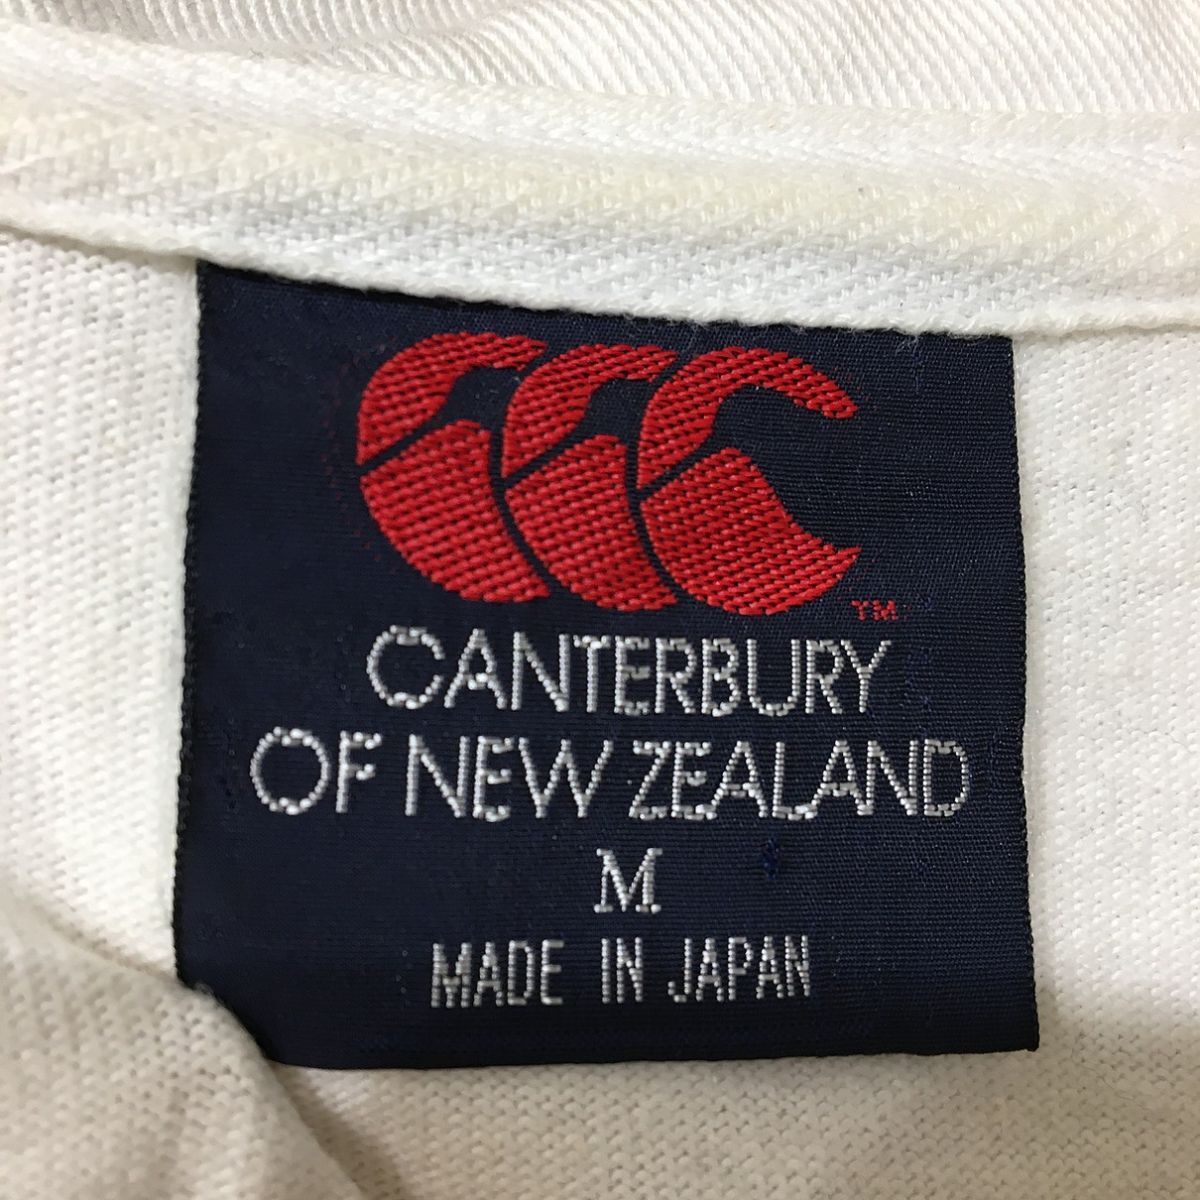 TM
CANTERBURY
OF NEW ZEALAND
M
MADE IN JAPAN